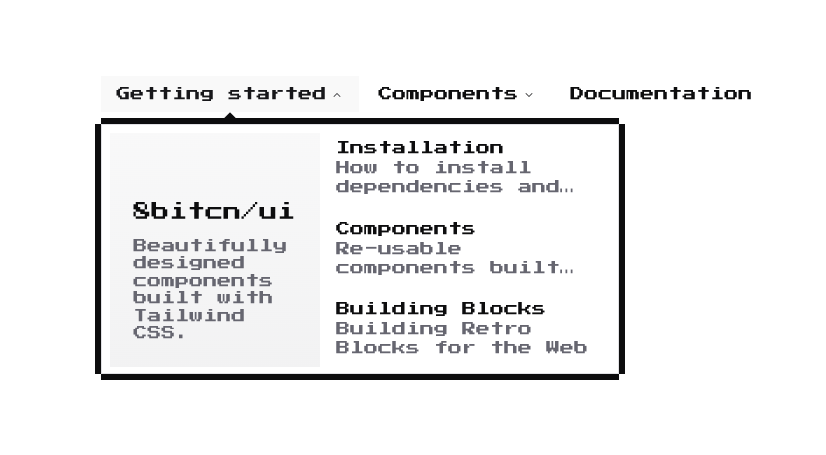 Getting started
Components
Documentation
8bitcn/ui
Beautifully
designed
components
built with
Tailwind
CSS.
Installation
How to install
dependencies and…
Components
Re-usable
components built…
Building Blocks
Building Retro
Blocks for the Web